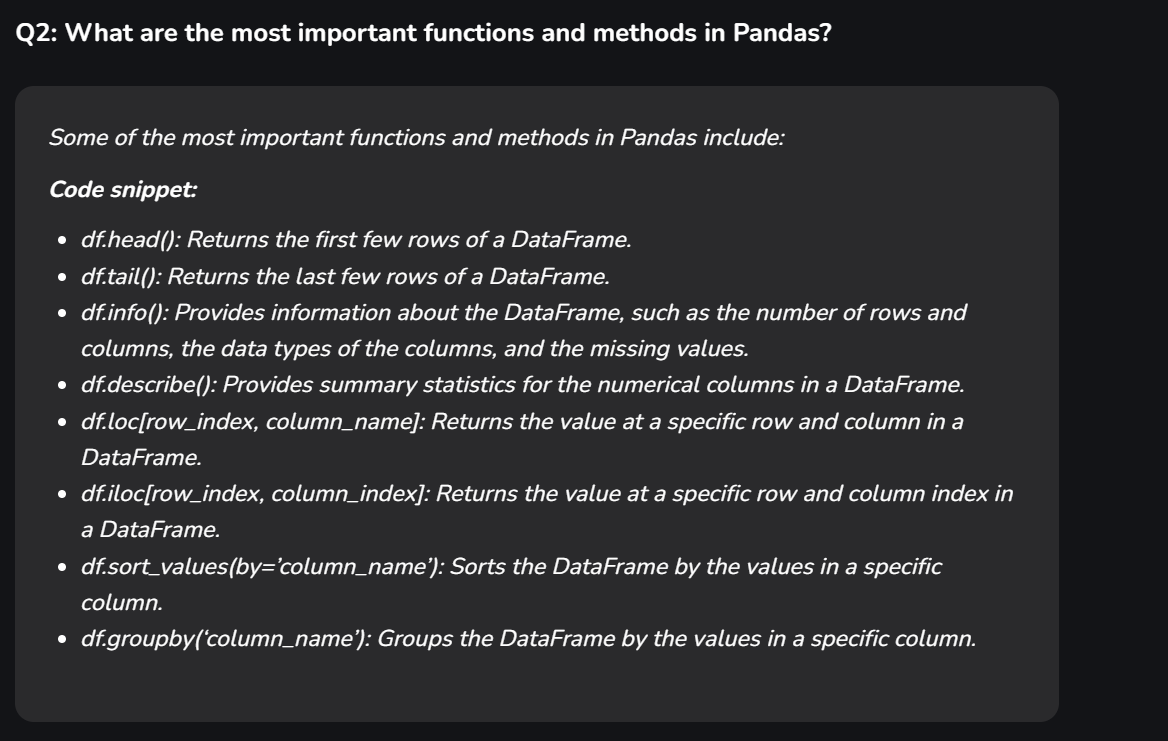 Q2: What are the most important functions and methods in Pandas?
Some of the most important functions and methods in Pandas include:
Code snippet:
• df.head(): Returns the first few rows of a DataFrame.
• df.tail(): Returns the last few rows of a DataFrame.
• df.info(): Provides information about the DataFrame, such as the number of rows and
columns, the data types of the columns, and the missing values.
• df.describe(): Provides summary statistics for the numerical columns in a DataFrame.
• df.loc[row_index, column_name]: Returns the value at a specific row and column in a
DataFrame.
• df.iloc[row_index, column_index]: Returns the value at a specific row and column index in
a DataFrame.
• df.sort_values(by=’column_name’): Sorts the DataFrame by the values in a specific
column.
• df.groupby(‘column_name’): Groups the DataFrame by the values in a specific column.